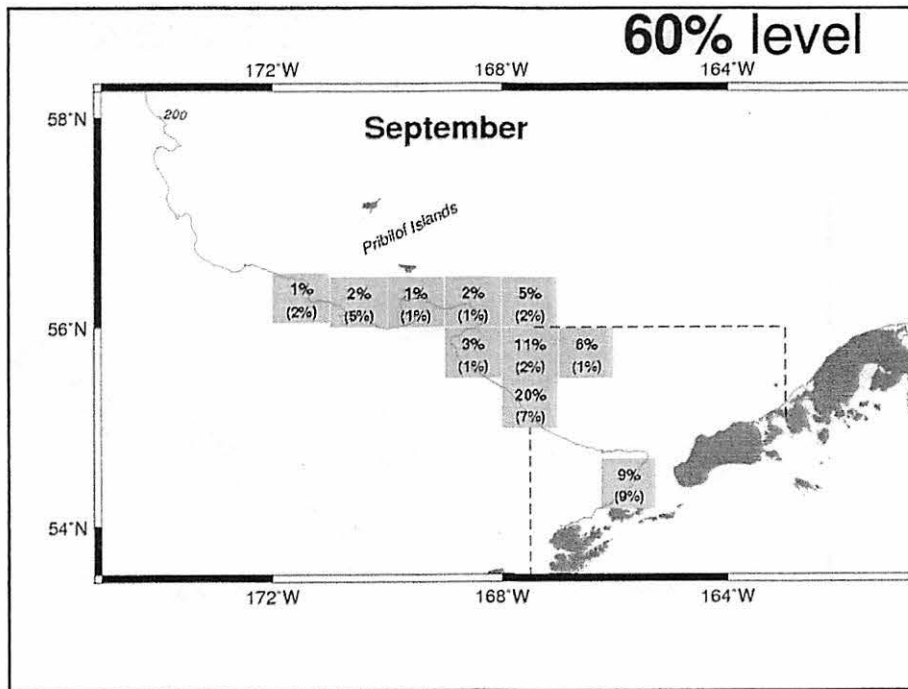 60% level
172°W 168°W 164°W
58°N
200
September
Pribilof Islands
1% 2% 1% 2% 5%
(2%) (5%) (1%) (1%) (2%)
56°N
3% 11% 6%
(1%) (2%) (1%)
20%
(7%)
9%
(9%)
54°N
172°W 168°W 164°W